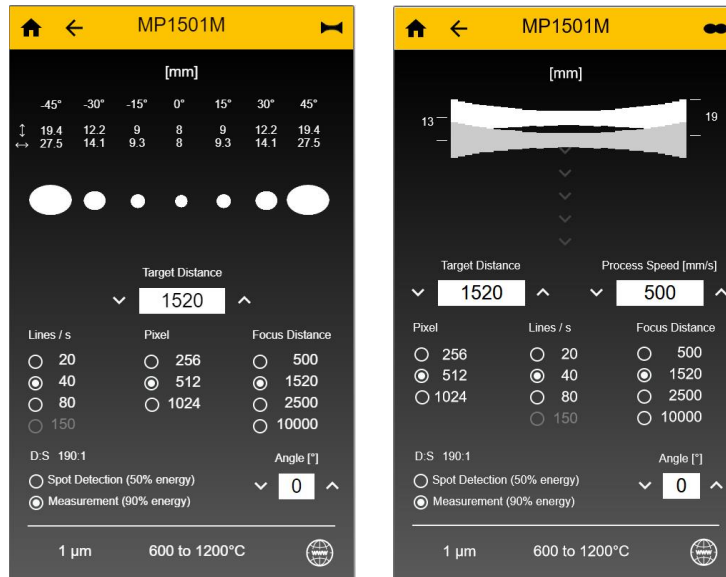 MP1501M
[mm]
-45° -30° -15° 0° 15° 30° 45°
↕ 19.4 12.2 9 8 9 12.2 19.4
↔ 27.5 14.1 9.3 8 9.3 14.1 27.5
Target Distance
1520
Lines / s Pixel Focus Distance
20 256 500
40 512 1520
80 1024 2500
150 10000
D:S 190:1 Angle [°]
Spot Detection (50% energy) 0
Measurement (90% energy)
1 µm 600 to 1200°C www
MP1501M
[mm]
13 19
Target Distance Process Speed [mm/s]
1520 500
Pixel Lines / s Focus Distance
256 20 500
512 40 1520
1024 80 2500
150 10000
D:S 190:1 Angle [°]
Spot Detection (50% energy) 0
Measurement (90% energy)
1 µm 600 to 1200°C www